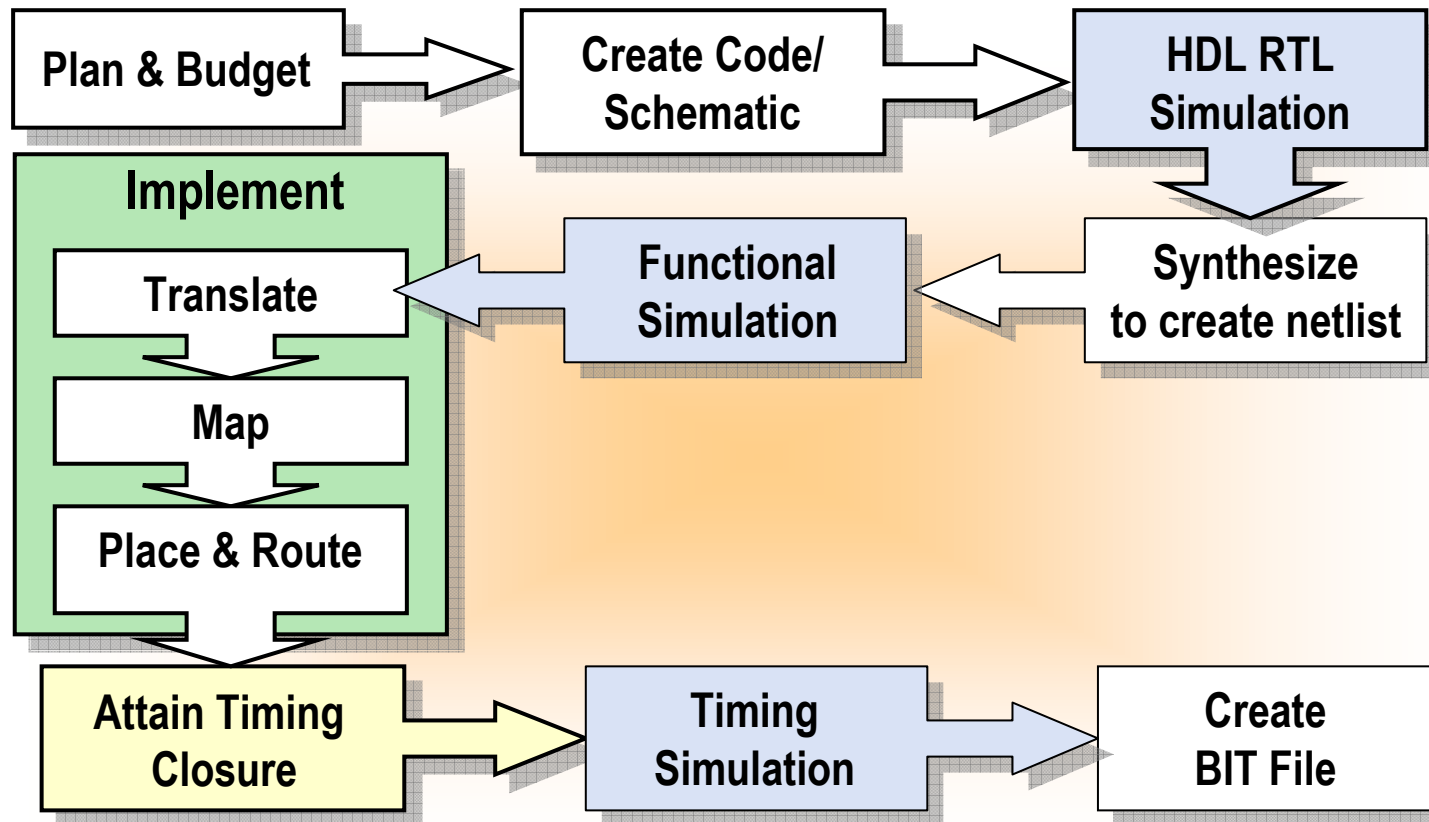 Plan & Budget
Create Code/
Schematic
HDL RTL
Simulation
Synthesize
to create netlist
Functional
Simulation
Implement
Translate
Map
Place & Route
Attain Timing
Closure
Timing
Simulation
Create
BIT File